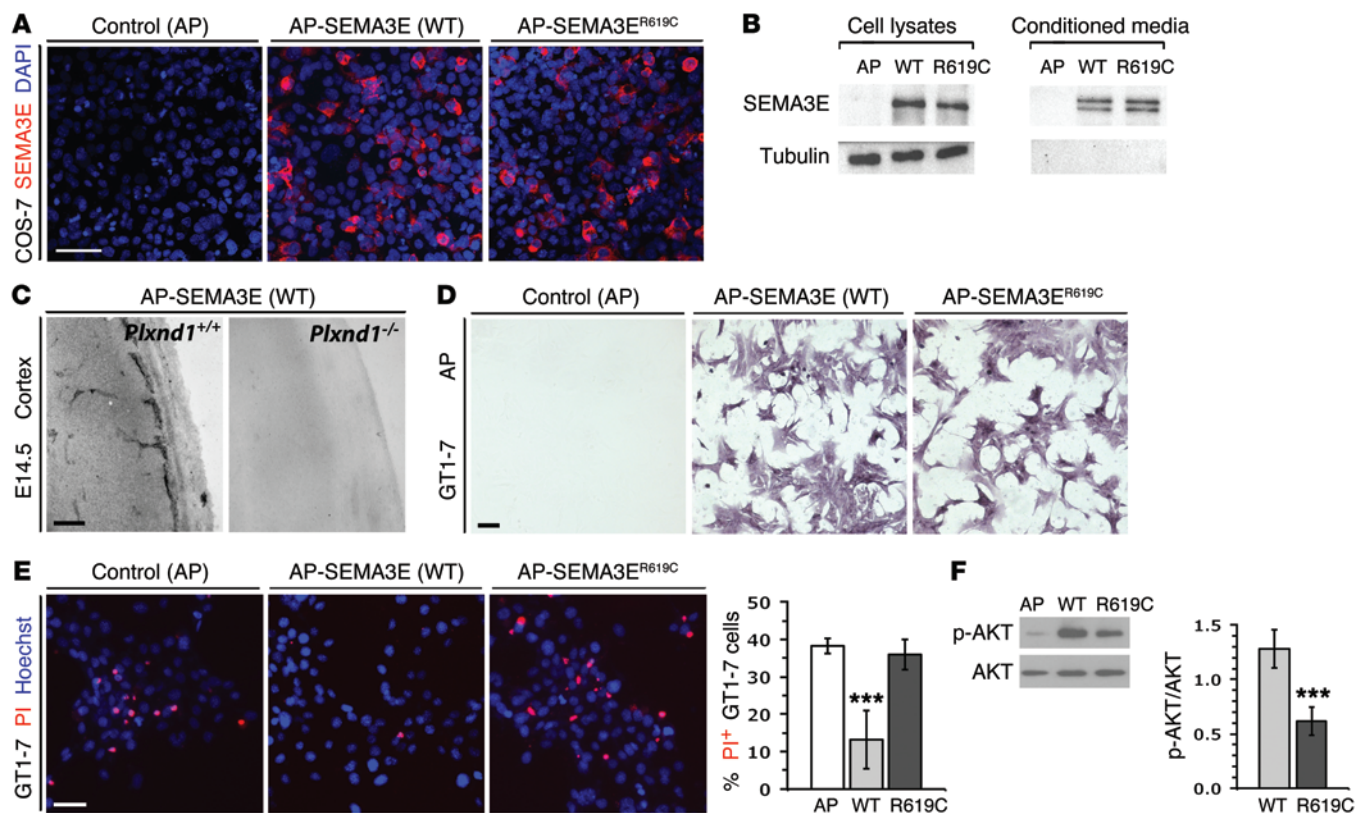 A
Control (AP)
AP-SEMA3E (WT)
AP-SEMA3E^R619C
COS-7 SEMA3E DAPI
B
Cell lysates
Conditioned media
AP WT R619C
AP WT R619C
SEMA3E
Tubulin
C
AP-SEMA3E (WT)
Plxnd1+/+
Plxnd1-/-
E14.5 Cortex
D
Control (AP)
AP-SEMA3E (WT)
AP-SEMA3E^R619C
GT1-7 AP
E
Control (AP)
AP-SEMA3E (WT)
AP-SEMA3E^R619C
GT1-7 PI Hoechst
% PI+ GT1-7 cells
50
40
30
20
10
0
***
AP WT R619C
F
AP WT R619C
p-AKT
AKT
p-AKT/AKT
1.5
1.0
0.5
0.0
***
WT R619C